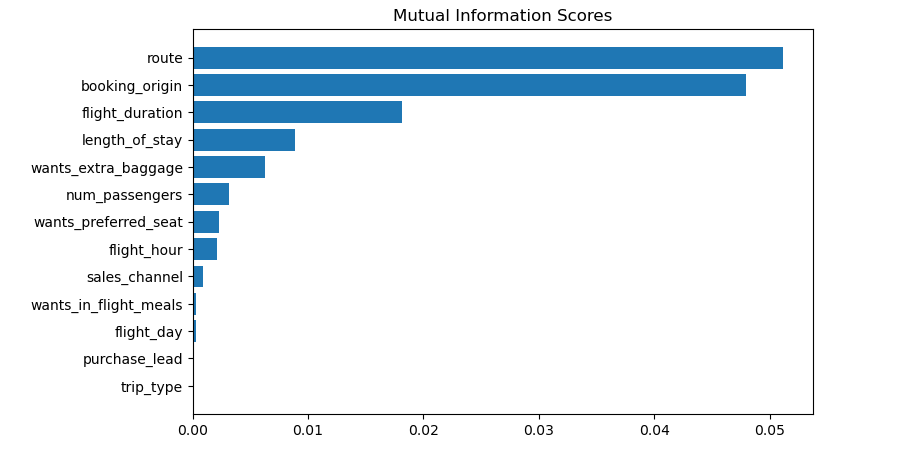 Mutual Information Scores
route
booking_origin
flight_duration
length_of_stay
wants_extra_baggage
num_passengers
wants_preferred_seat
flight_hour
sales_channel
wants_in_flight_meals
flight_day
purchase_lead
trip_type
0.00 0.01 0.02 0.03 0.04 0.05